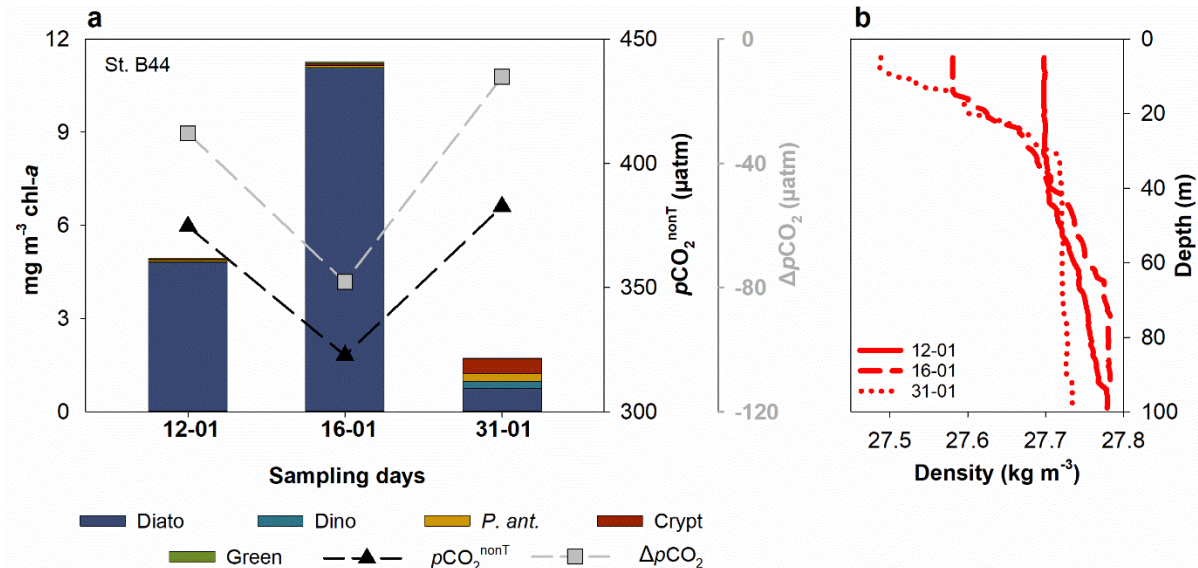 a
b
12
9
6
3
0
mg m⁻³ chl-a
St. B44
12-01
16-01
31-01
Sampling days
450
400
350
300
pCO₂ⁿᵒⁿᵀ (µatm)
-0
-40
-80
-120
ΔpCO₂ (µatm)
12-01
16-01
31-01
27.5
27.6
27.7
27.8
Density (kg m⁻³)
0
20
40
60
80
100
Depth (m)
Diato
Dino
P. ant.
Crypt
Green
pCO₂ⁿᵒⁿᵀ
ΔpCO₂